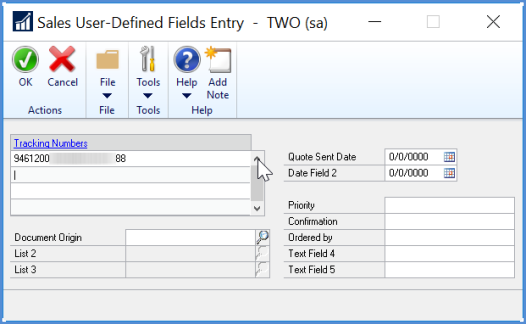 Sales User-Defined Fields Entry - TWO (sa)
OK Cancel File Tools Help Add Note
Actions File Tools Help
Tracking Numbers
9461200 88
Quote Sent Date 0/0/0000
Date Field 2 0/0/0000
Priority
Confirmation
Document Origin Ordered by
List 2 Text Field 4
List 3 Text Field 5